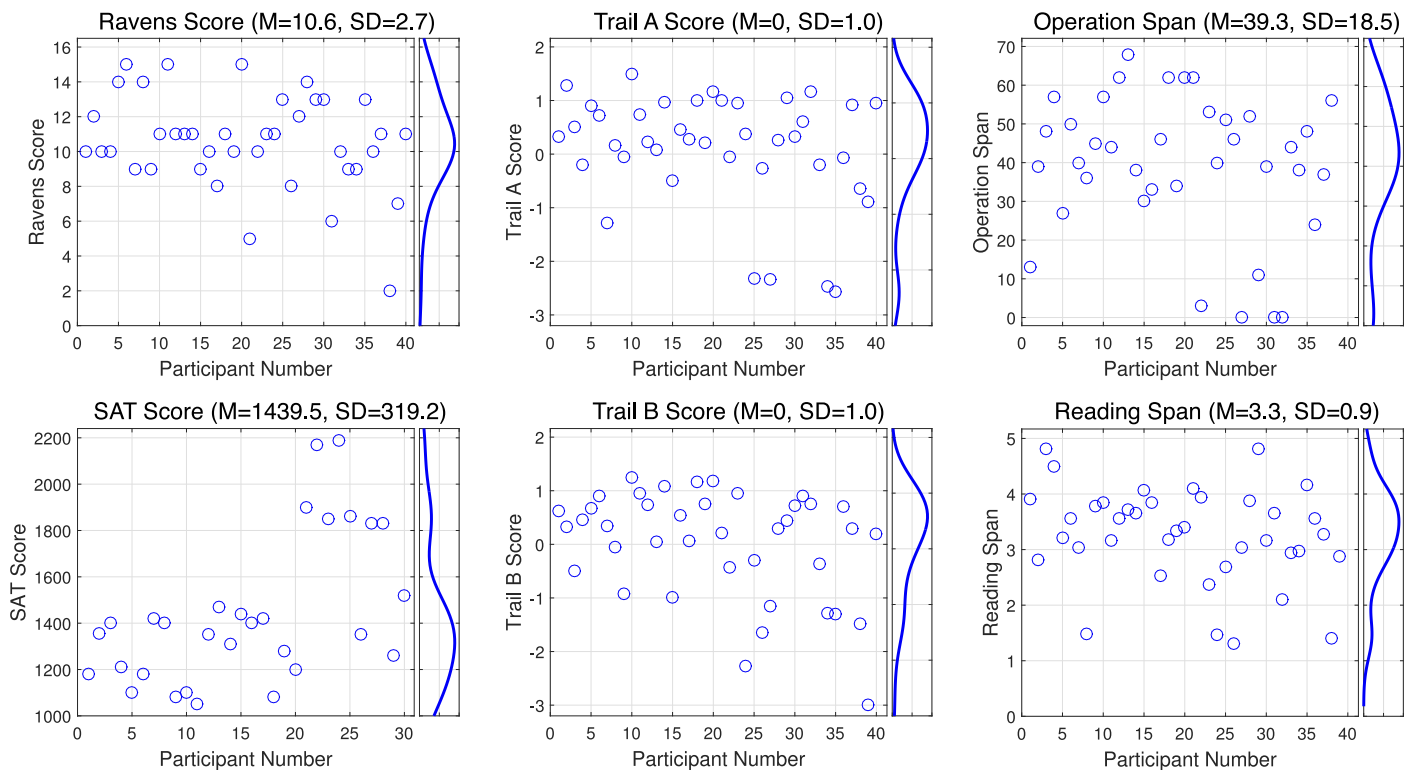 Ravens Score (M=10.6, SD=2.7)
16
14
12
10
8
6
4
2
0
Ravens Score
0 5 10 15 20 25 30 35 40
Participant Number
Trail A Score (M=0, SD=1.0)
2
1
0
-1
-2
-3
Trail A Score
0 5 10 15 20 25 30 35 40
Participant Number
Operation Span (M=39.3, SD=18.5)
70
60
50
40
30
20
10
0
Operation Span
0 5 10 15 20 25 30 35 40
Participant Number
SAT Score (M=1439.5, SD=319.2)
2200
2000
1800
1600
1400
1200
1000
SAT Score
0 5 10 15 20 25 30
Participant Number
Trail B Score (M=0, SD=1.0)
2
1
0
-1
-2
-3
Trail B Score
0 5 10 15 20 25 30 35 40
Participant Number
Reading Span (M=3.3, SD=0.9)
5
4
3
2
1
0
Reading Span
0 5 10 15 20 25 30 35 40
Participant Number